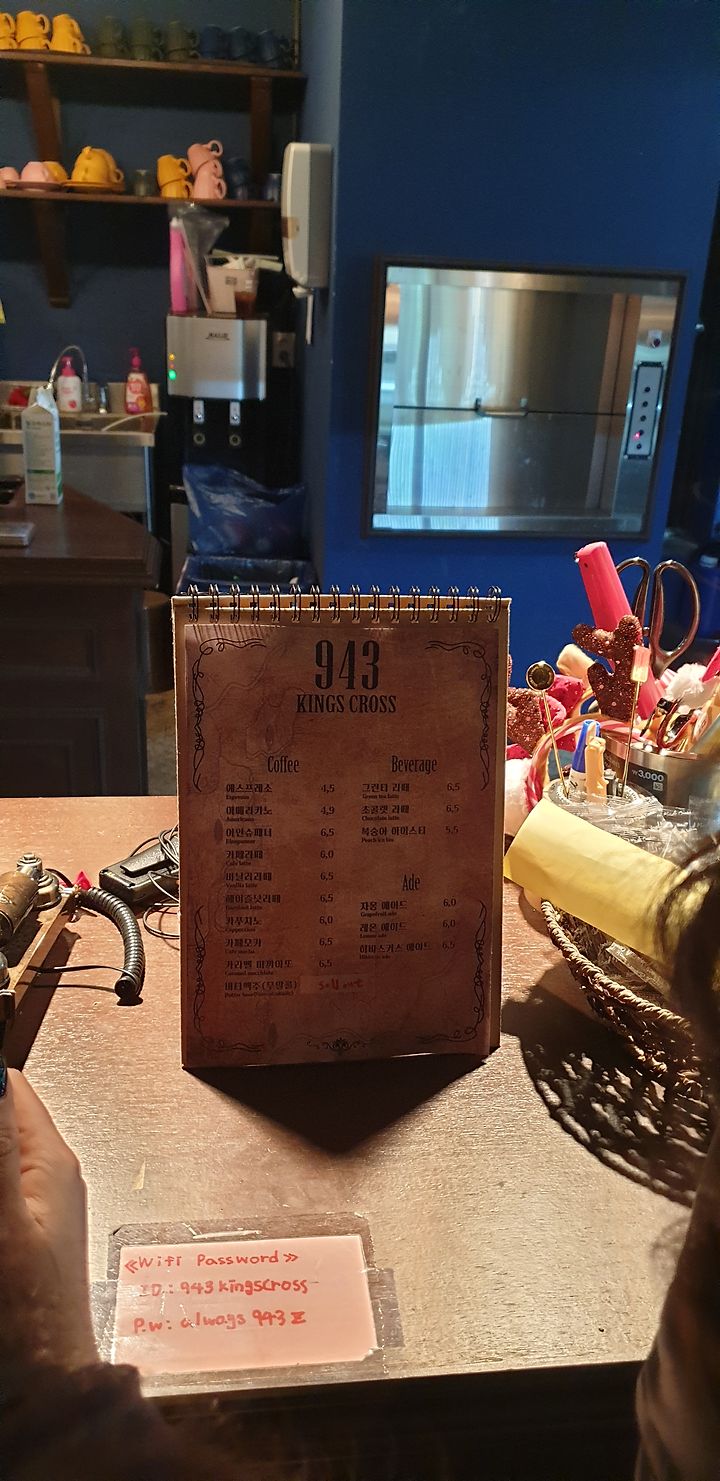 943
KINGS CROSS
Coffee
에스프레소 4,5
Espresso
아메리카노 4,9
Americano
아인슈패너 6,5
Einspanner
카페라떼 6,0
Cafe latte
바닐라라떼 6,5
Vanilla latte
헤이즐넛라떼 6,5
Hazelnut latte
카푸치노 6,0
Cappuccino
카페모카 6,5
Cafe mocha
카라멜 마끼아또 6,5
Caramel macchiato
버터맥주(무알콜) Sold out
Beverage
그린티 라떼 6,5
Green tea latte
초콜렛 라떼 6,5
Chocolate latte
복숭아 아이스티 5,5
Peach ice tea
Ade
자몽 에이드 6,0
Grapefruit ade
레몬 에이드 6,0
Lemon ade
히비스커스 에이드 6,5
Hibiscus ade
₩3,000
《Wifi Password》
ID : 943kingscross
P.w : always 943